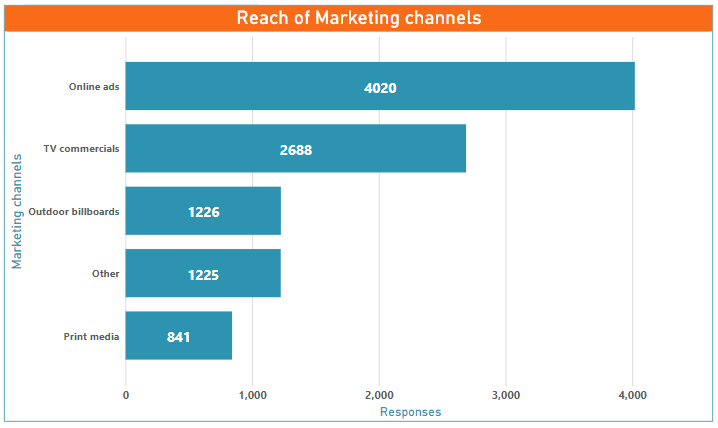 Reach of Marketing channels
Marketing channels
Online ads
4020
TV commercials
2688
Outdoor billboards
1226
Other
1225
Print media
841
0
1,000
2,000
3,000
4,000
Responses